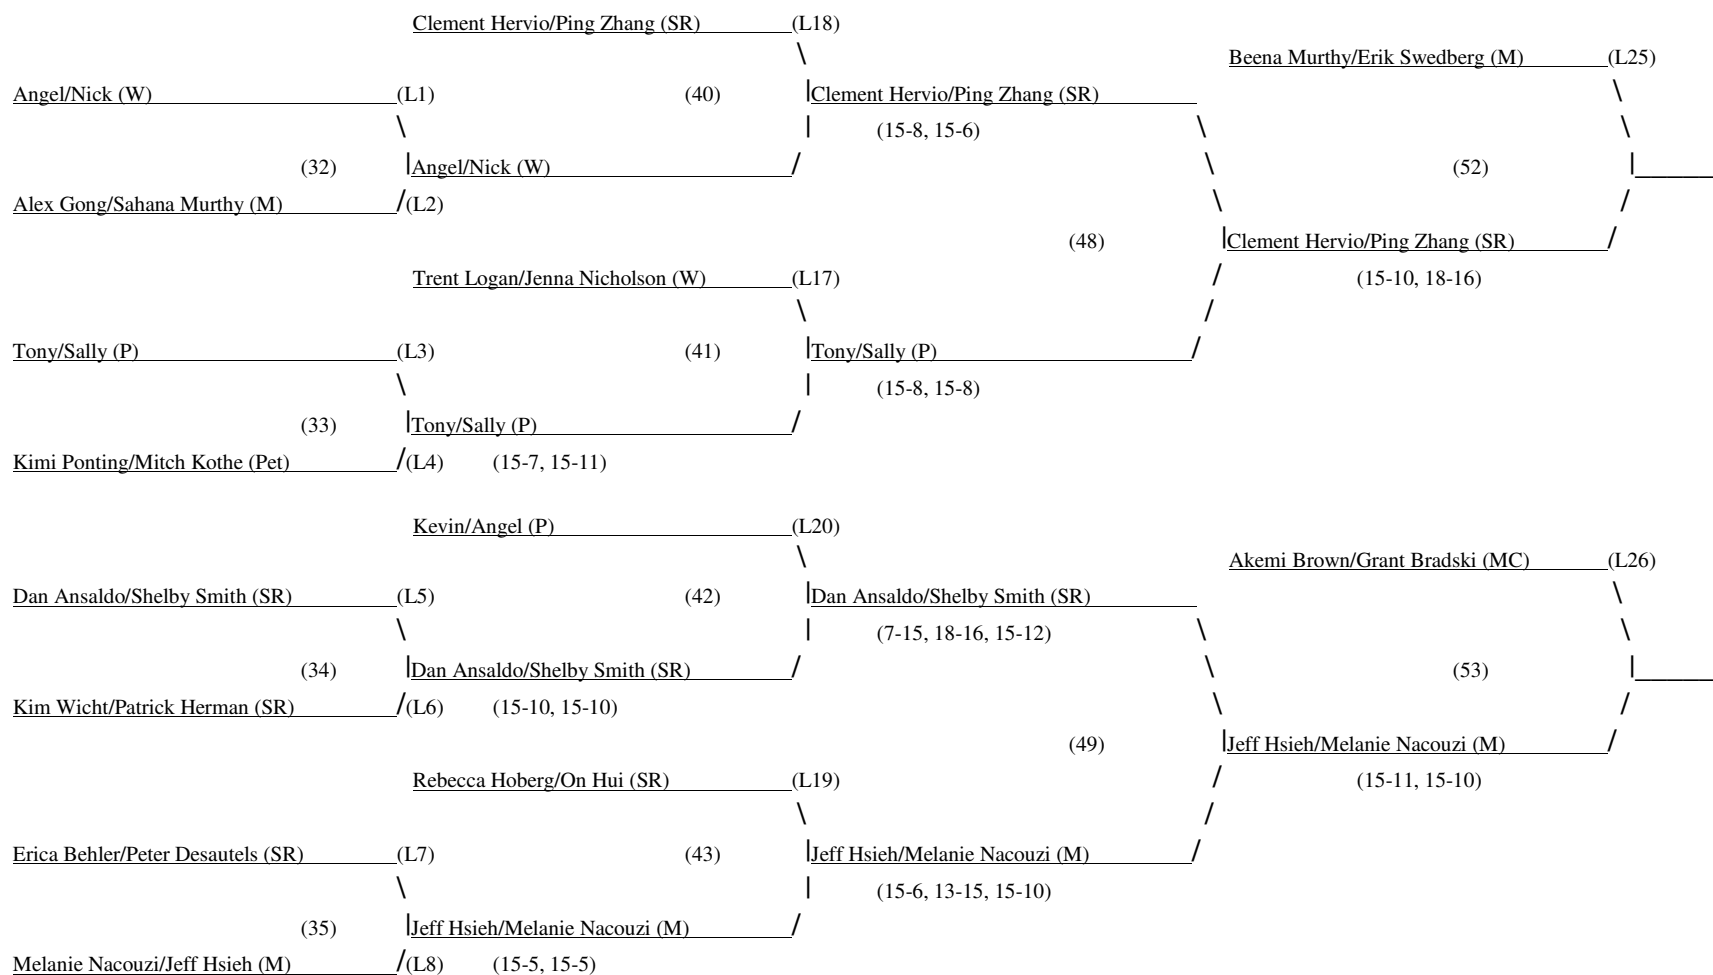 Clement Hervio/Ping Zhang (SR) (L18)
Beena Murthy/Erik Swedberg (M) (L25)
Angel/Nick (W) (L1) (40) Clement Hervio/Ping Zhang (SR)
(15-8, 15-6)
(32) Angel/Nick (W) (52)
Alex Gong/Sahana Murthy (M) (L2)
(48) Clement Hervio/Ping Zhang (SR)
Trent Logan/Jenna Nicholson (W) (L17) (15-10, 18-16)
Tony/Sally (P) (L3) (41) Tony/Sally (P)
(15-8, 15-8)
(33) Tony/Sally (P)
Kimi Ponting/Mitch Kothe (Pet) (L4) (15-7, 15-11)
Kevin/Angel (P) (L20)
Akemi Brown/Grant Bradski (MC) (L26)
Dan Ansaldo/Shelby Smith (SR) (L5) (42) Dan Ansaldo/Shelby Smith (SR)
(7-15, 18-16, 15-12)
(34) Dan Ansaldo/Shelby Smith (SR) (53)
Kim Wicht/Patrick Herman (SR) (L6) (15-10, 15-10)
(49) Jeff Hsieh/Melanie Nacouzi (M)
Rebecca Hoberg/On Hui (SR) (L19) (15-11, 15-10)
Erica Behler/Peter Desautels (SR) (L7) (43) Jeff Hsieh/Melanie Nacouzi (M)
(15-6, 13-15, 15-10)
(35) Jeff Hsieh/Melanie Nacouzi (M)
Melanie Nacouzi/Jeff Hsieh (M) (L8) (15-5, 15-5)